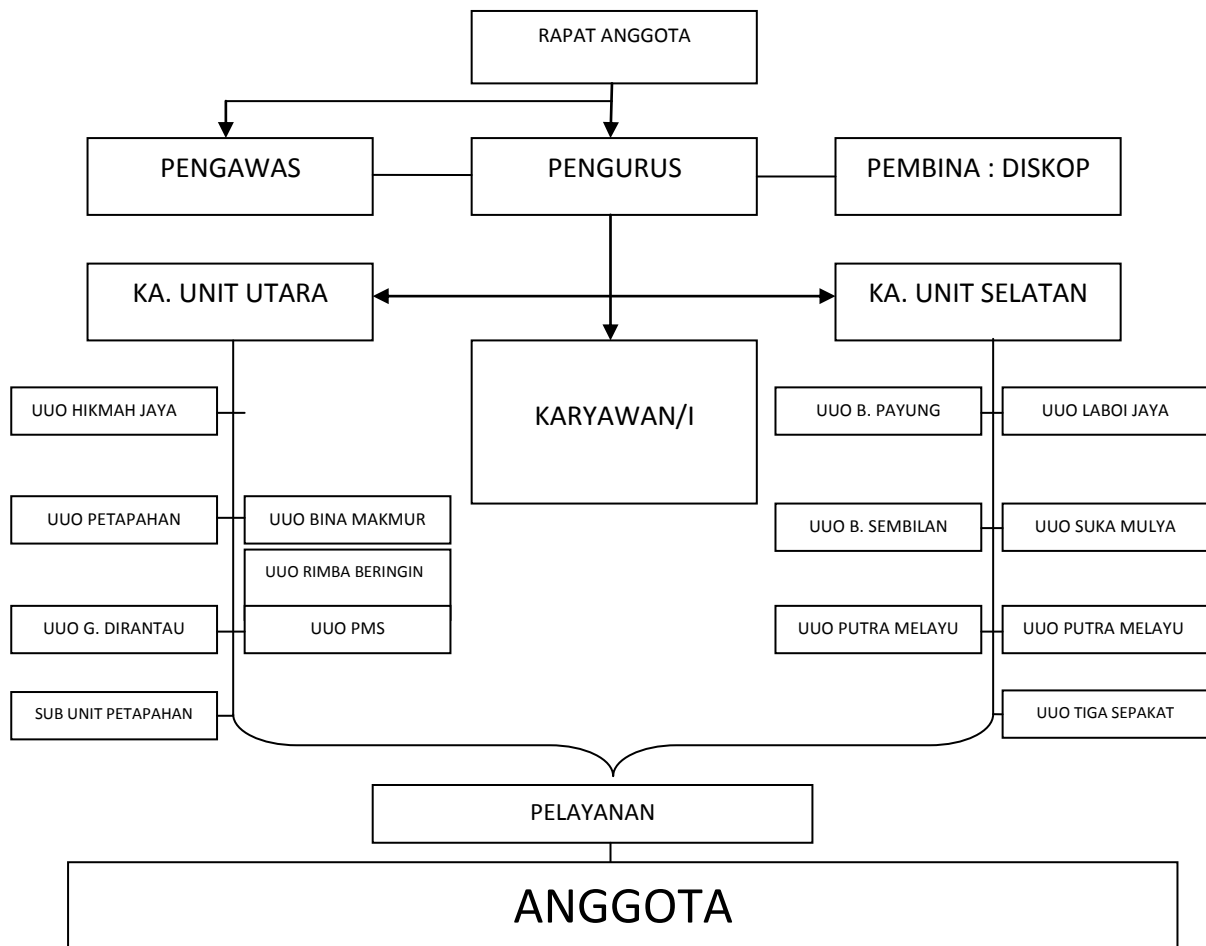 RAPAT ANGGOTA
PENGAWAS
PENGURUS
PEMBINA : DISKOP
KA. UNIT UTARA
KA. UNIT SELATAN
KARYAWAN/I
UUO HIKMAH JAYA
UUO B. PAYUNG
UUO LABOI JAYA
UUO PETAPAHAN
UUO BINA MAKMUR
UUO B. SEMBILAN
UUO SUKA MULYA
UUO RIMBA BERINGIN
UUO G. DIRANTAU
UUO PMS
UUO PUTRA MELAYU
UUO PUTRA MELAYU
SUB UNIT PETAPAHAN
UUO TIGA SEPAKAT
PELAYANAN
ANGGOTA